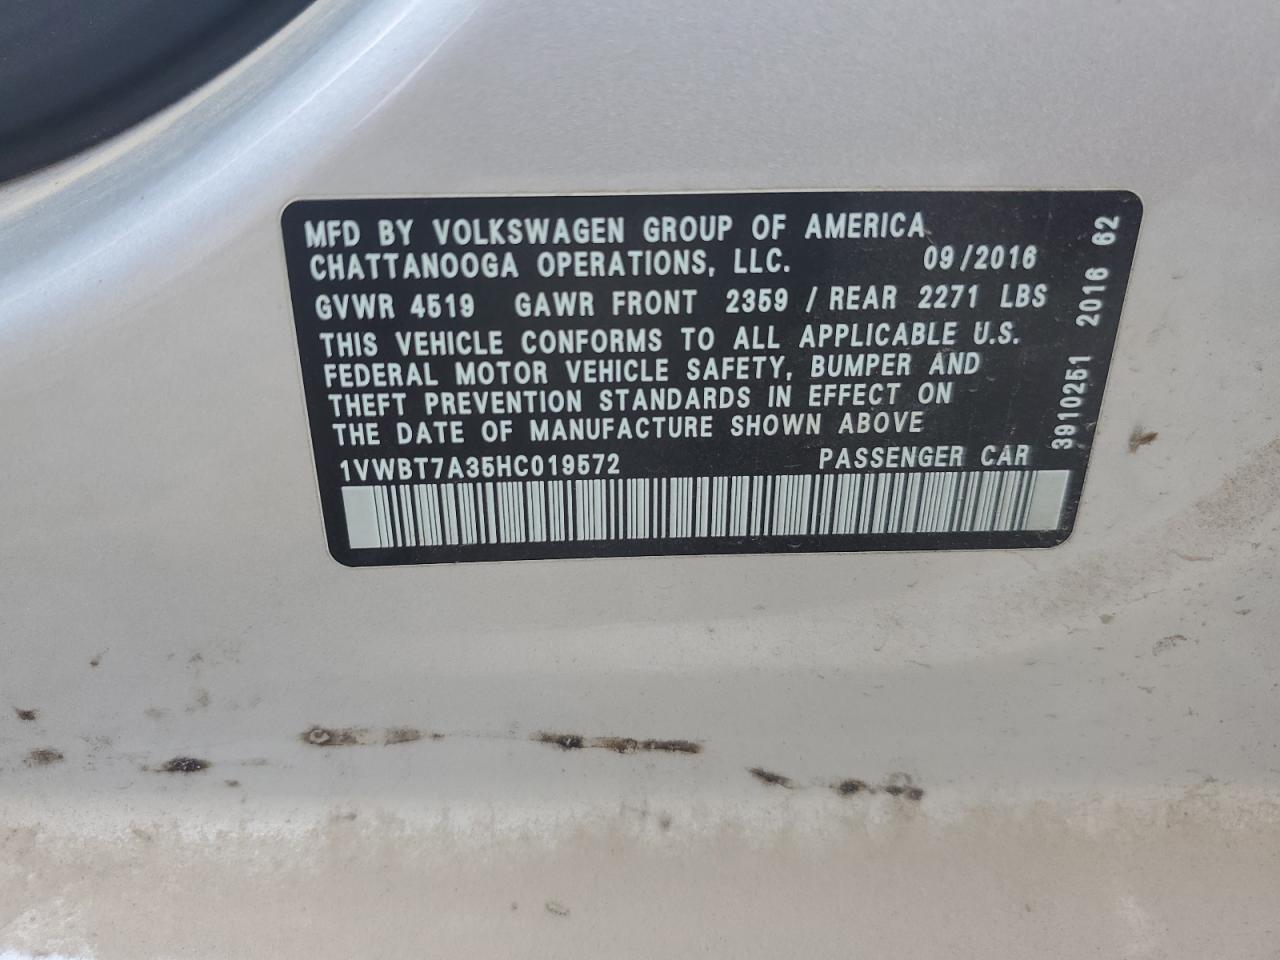 MFD BY VOLKSWAGEN GROUP OF AMERICA
CHATTANOOGA OPERATIONS, LLC. 09/2016
GVWR 4519 GAWR FRONT 2359 / REAR 2271 LBS
THIS VEHICLE CONFORMS TO ALL APPLICABLE U.S.
FEDERAL MOTOR VEHICLE SAFETY, BUMPER AND
THEFT PREVENTION STANDARDS IN EFFECT ON
THE DATE OF MANUFACTURE SHOWN ABOVE
1VWBT7A35HC019572 PASSENGER CAR
3910251 2016 62